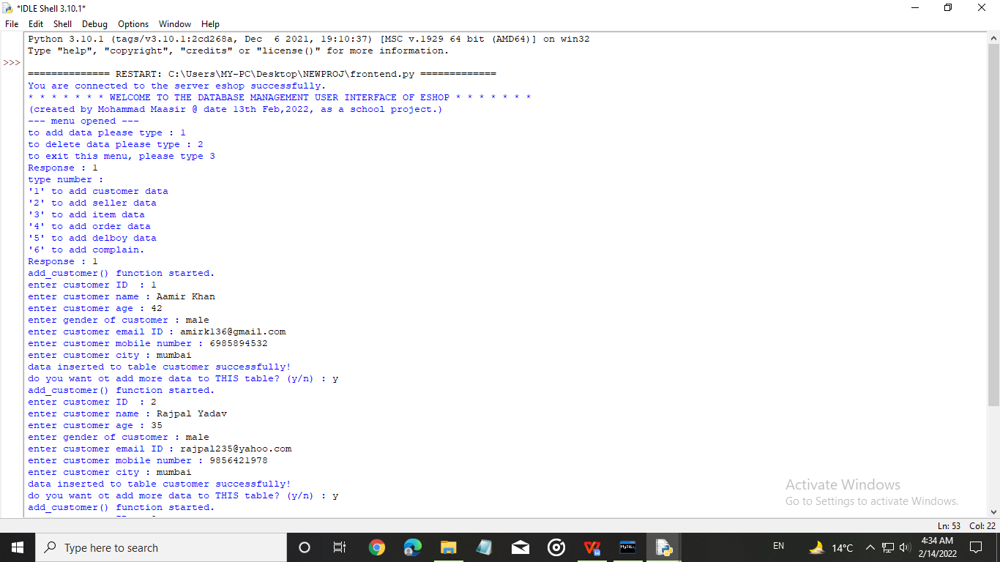 *IDLE Shell 3.10.1*
File Edit Shell Debug Options Window Help
Python 3.10.1 (tags/v3.10.1:2cd268a, Dec  6 2021, 19:10:37) [MSC v.1929 64 bit (AMD64)] on win32
Type "help", "copyright", "credits" or "license()" for more information.
>>>
============== RESTART: C:\Users\MY-PC\Desktop\NEWPROJ\frontend.py =============
You are connected to the server eshop successfully.
* * * * * * * WELCOME TO THE DATABASE MANAGEMENT USER INTERFACE OF ESHOP * * * * * * *
(created by Mohammad Maasir @ date 13th Feb,2022, as a school project.)
--- menu opened ---
to add data please type : 1
to delete data please type : 2
to exit this menu, please type 3
Response : 1
type number :
'1' to add customer data
'2' to add seller data
'3' to add item data
'4' to add order data
'5' to add delboy data
'6' to add complain.
Response : 1
add_customer() function started.
enter customer ID  : 1
enter customer name : Aamir Khan
enter customer age : 42
enter gender of customer : male
enter customer email ID : amirk136@gmail.com
enter customer mobile number : 6985894532
enter customer city : mumbai
data inserted to table customer successfully!
do you want ot add more data to THIS table? (y/n) : y
add_customer() function started.
enter customer ID  : 2
enter customer name : Rajpal Yadav
enter customer age : 35
enter gender of customer : male
enter customer email ID : rajpal235@yahoo.com
enter customer mobile number : 9856421978
enter customer city : mumbai
data inserted to table customer successfully!
do you want ot add more data to THIS table? (y/n) : y
add_customer() function started.
Activate Windows
Go to Settings to activate Windows.
Ln: 53 Col: 22
Type here to search
EN
14°C
4:34 AM
2/14/2022